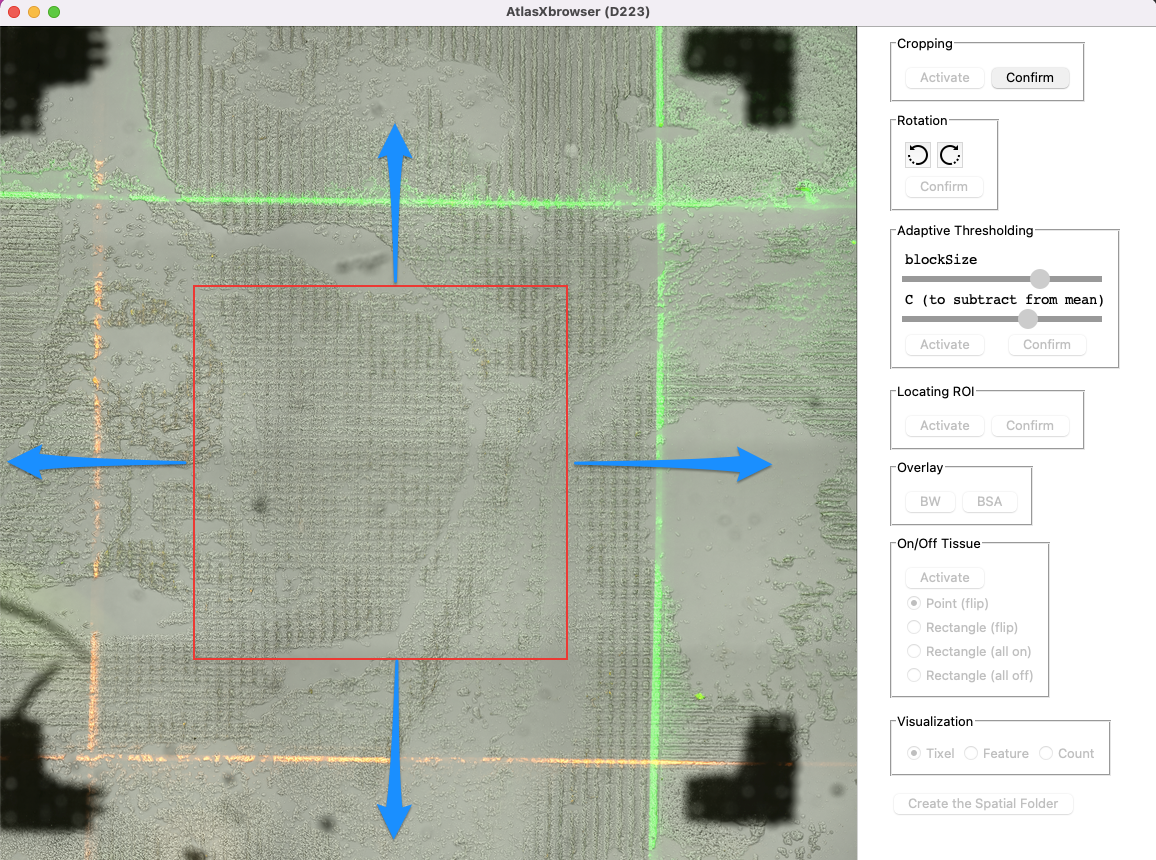 AtlasXbrowser (D223)
Cropping
Activate Confirm
Rotation
Confirm
Adaptive Thresholding
blockSize
C (to subtract from mean)
Activate Confirm
Locating ROI
Activate Confirm
Overlay
BW BSA
On/Off Tissue
Activate
Point (flip)
Rectangle (flip)
Rectangle (all on)
Rectangle (all off)
Visualization
Tixel Feature Count
Create the Spatial Folder